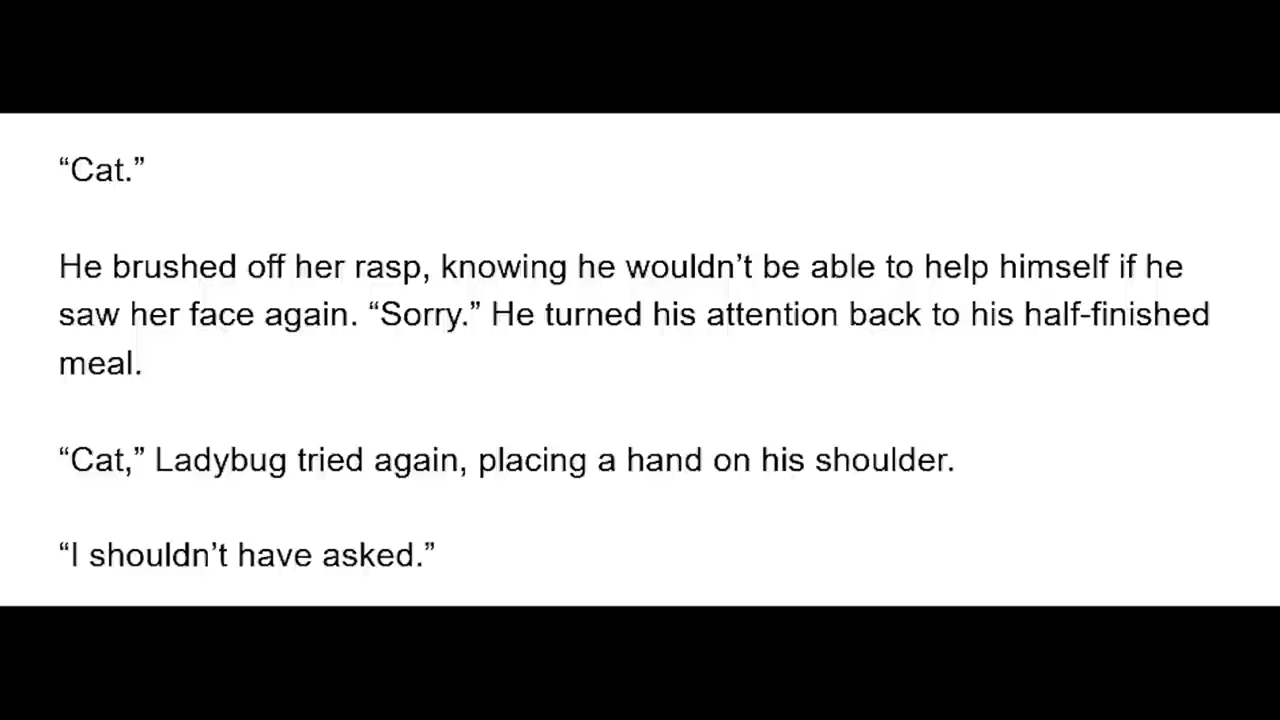 “Cat.”
He brushed off her rasp, knowing he wouldn’t be able to help himself if he
saw her face again. “Sorry.” He turned his attention back to his half-finished
meal.
“Cat,” Ladybug tried again, placing a hand on his shoulder.
“I shouldn’t have asked.”